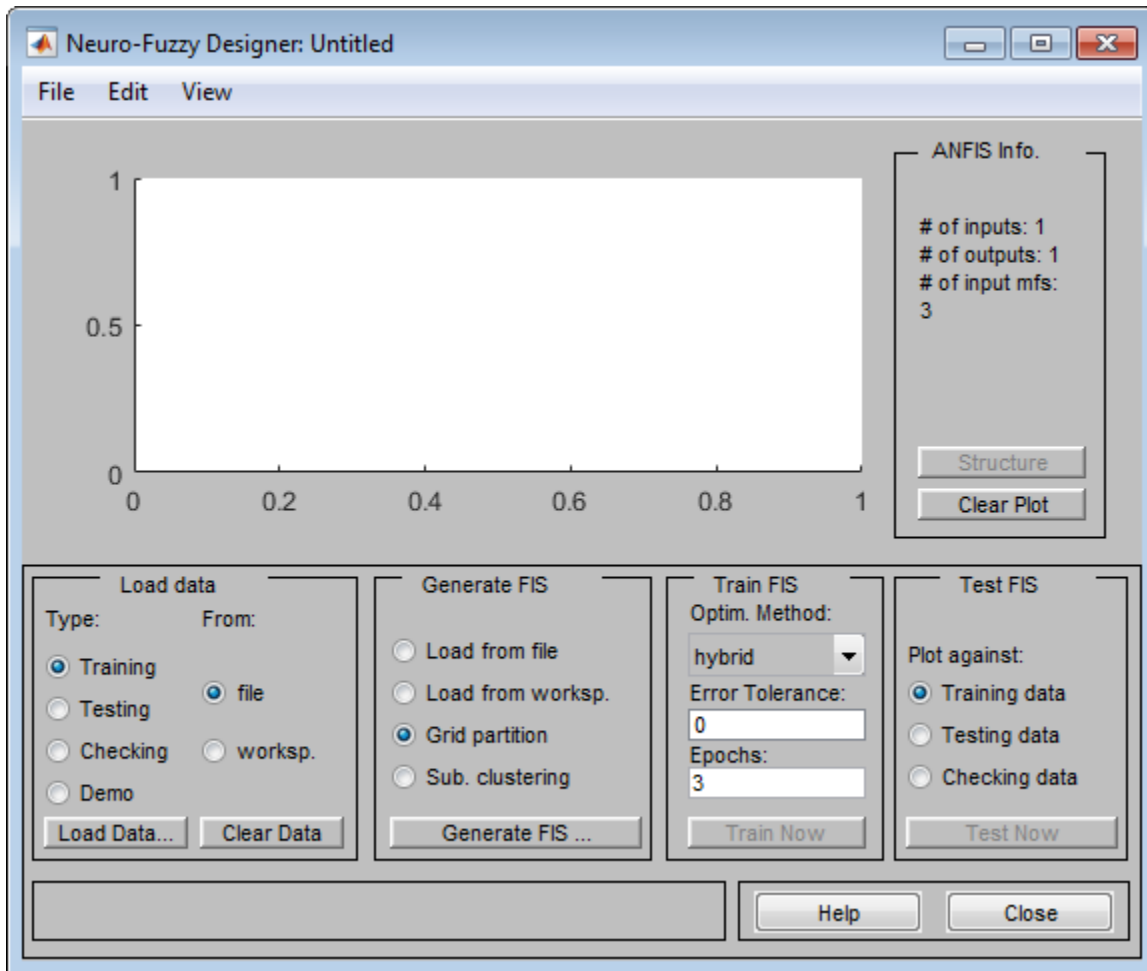 Neuro-Fuzzy Designer: Untitled
File Edit View
ANFIS Info.
# of inputs: 1
# of outputs: 1
# of input mfs:
3
Structure
Clear Plot
1
0.5
0
0 0.2 0.4 0.6 0.8 1
Load data
Type: From:
Training
file
Testing
Checking
worksp.
Demo
Load Data... Clear Data
Generate FIS
Load from file
Load from worksp.
Grid partition
Sub. clustering
Generate FIS ...
Train FIS
Optim. Method:
hybrid
Error Tolerance:
0
Epochs:
3
Train Now
Test FIS
Plot against:
Training data
Testing data
Checking data
Test Now
Help Close